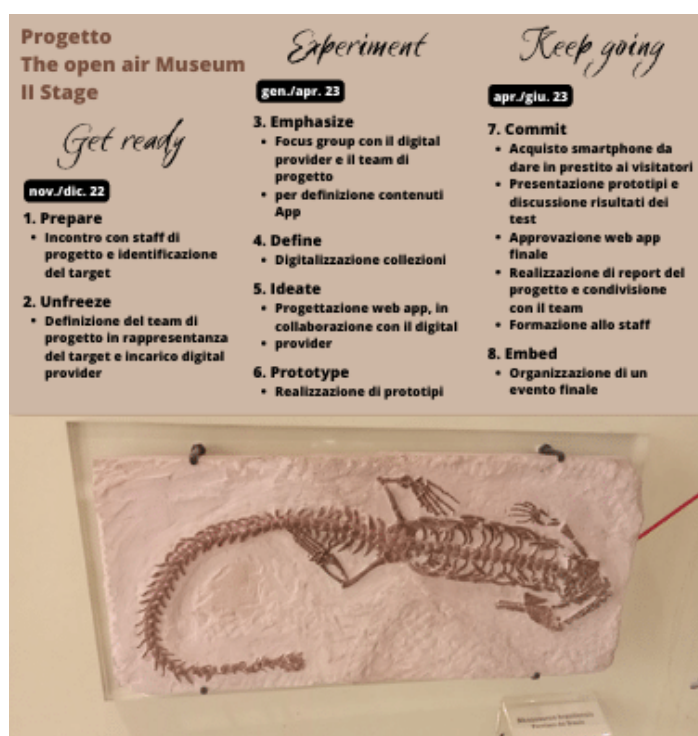 Progetto
The open air Museum
II Stage
Get ready
nov./dic. 22
1. Prepare
• Incontro con staff di
progetto e identificazione
del target
2. Unfreeze
• Definizione del team di
progetto in rappresentanza
del target e incarico digital
provider
Experiment
gen./apr. 23
3. Emphasize
• Focus group con il digital
provider e il team di
progetto
• per definizione contenuti
App
4. Define
• Digitalizzazione collezioni
5. Ideate
• Progettazione web app, in
collaborazione con il digital
• provider
6. Prototype
• Realizzazione di prototipi
Keep going
apr./giu. 23
7. Commit
• Acquisto smartphone da
dare in prestito ai visitatori
• Presentazione prototipi e
discussione risultati dei
test
• Approvazione web app
finale
• Realizzazione di report del
progetto e condivisione
con il team
• Formazione allo staff
8. Embed
• Organizzazione di un
evento finale